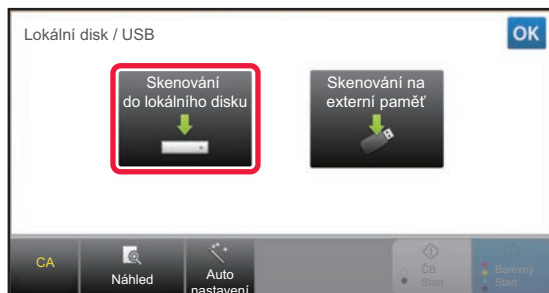 Lokální disk / USB
OK
Skenování
do lokálního disku
Skenování na
externí paměť
CA
Náhled
Auto
nastavení
ČB
Start
Barevný
Start